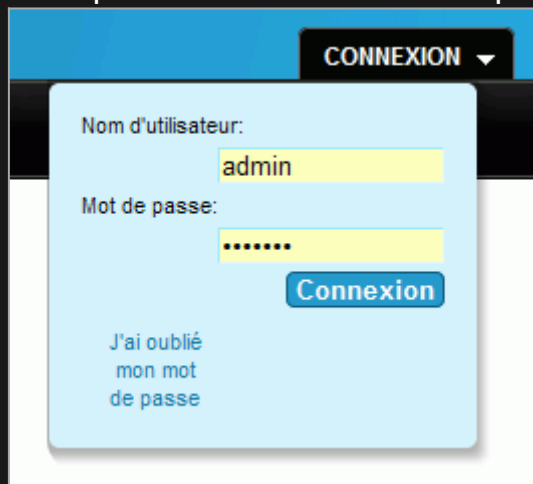 CONNEXION
Nom d'utilisateur:
admin
Mot de passe:
•••••••
Connexion
J'ai oublié
mon mot
de passe